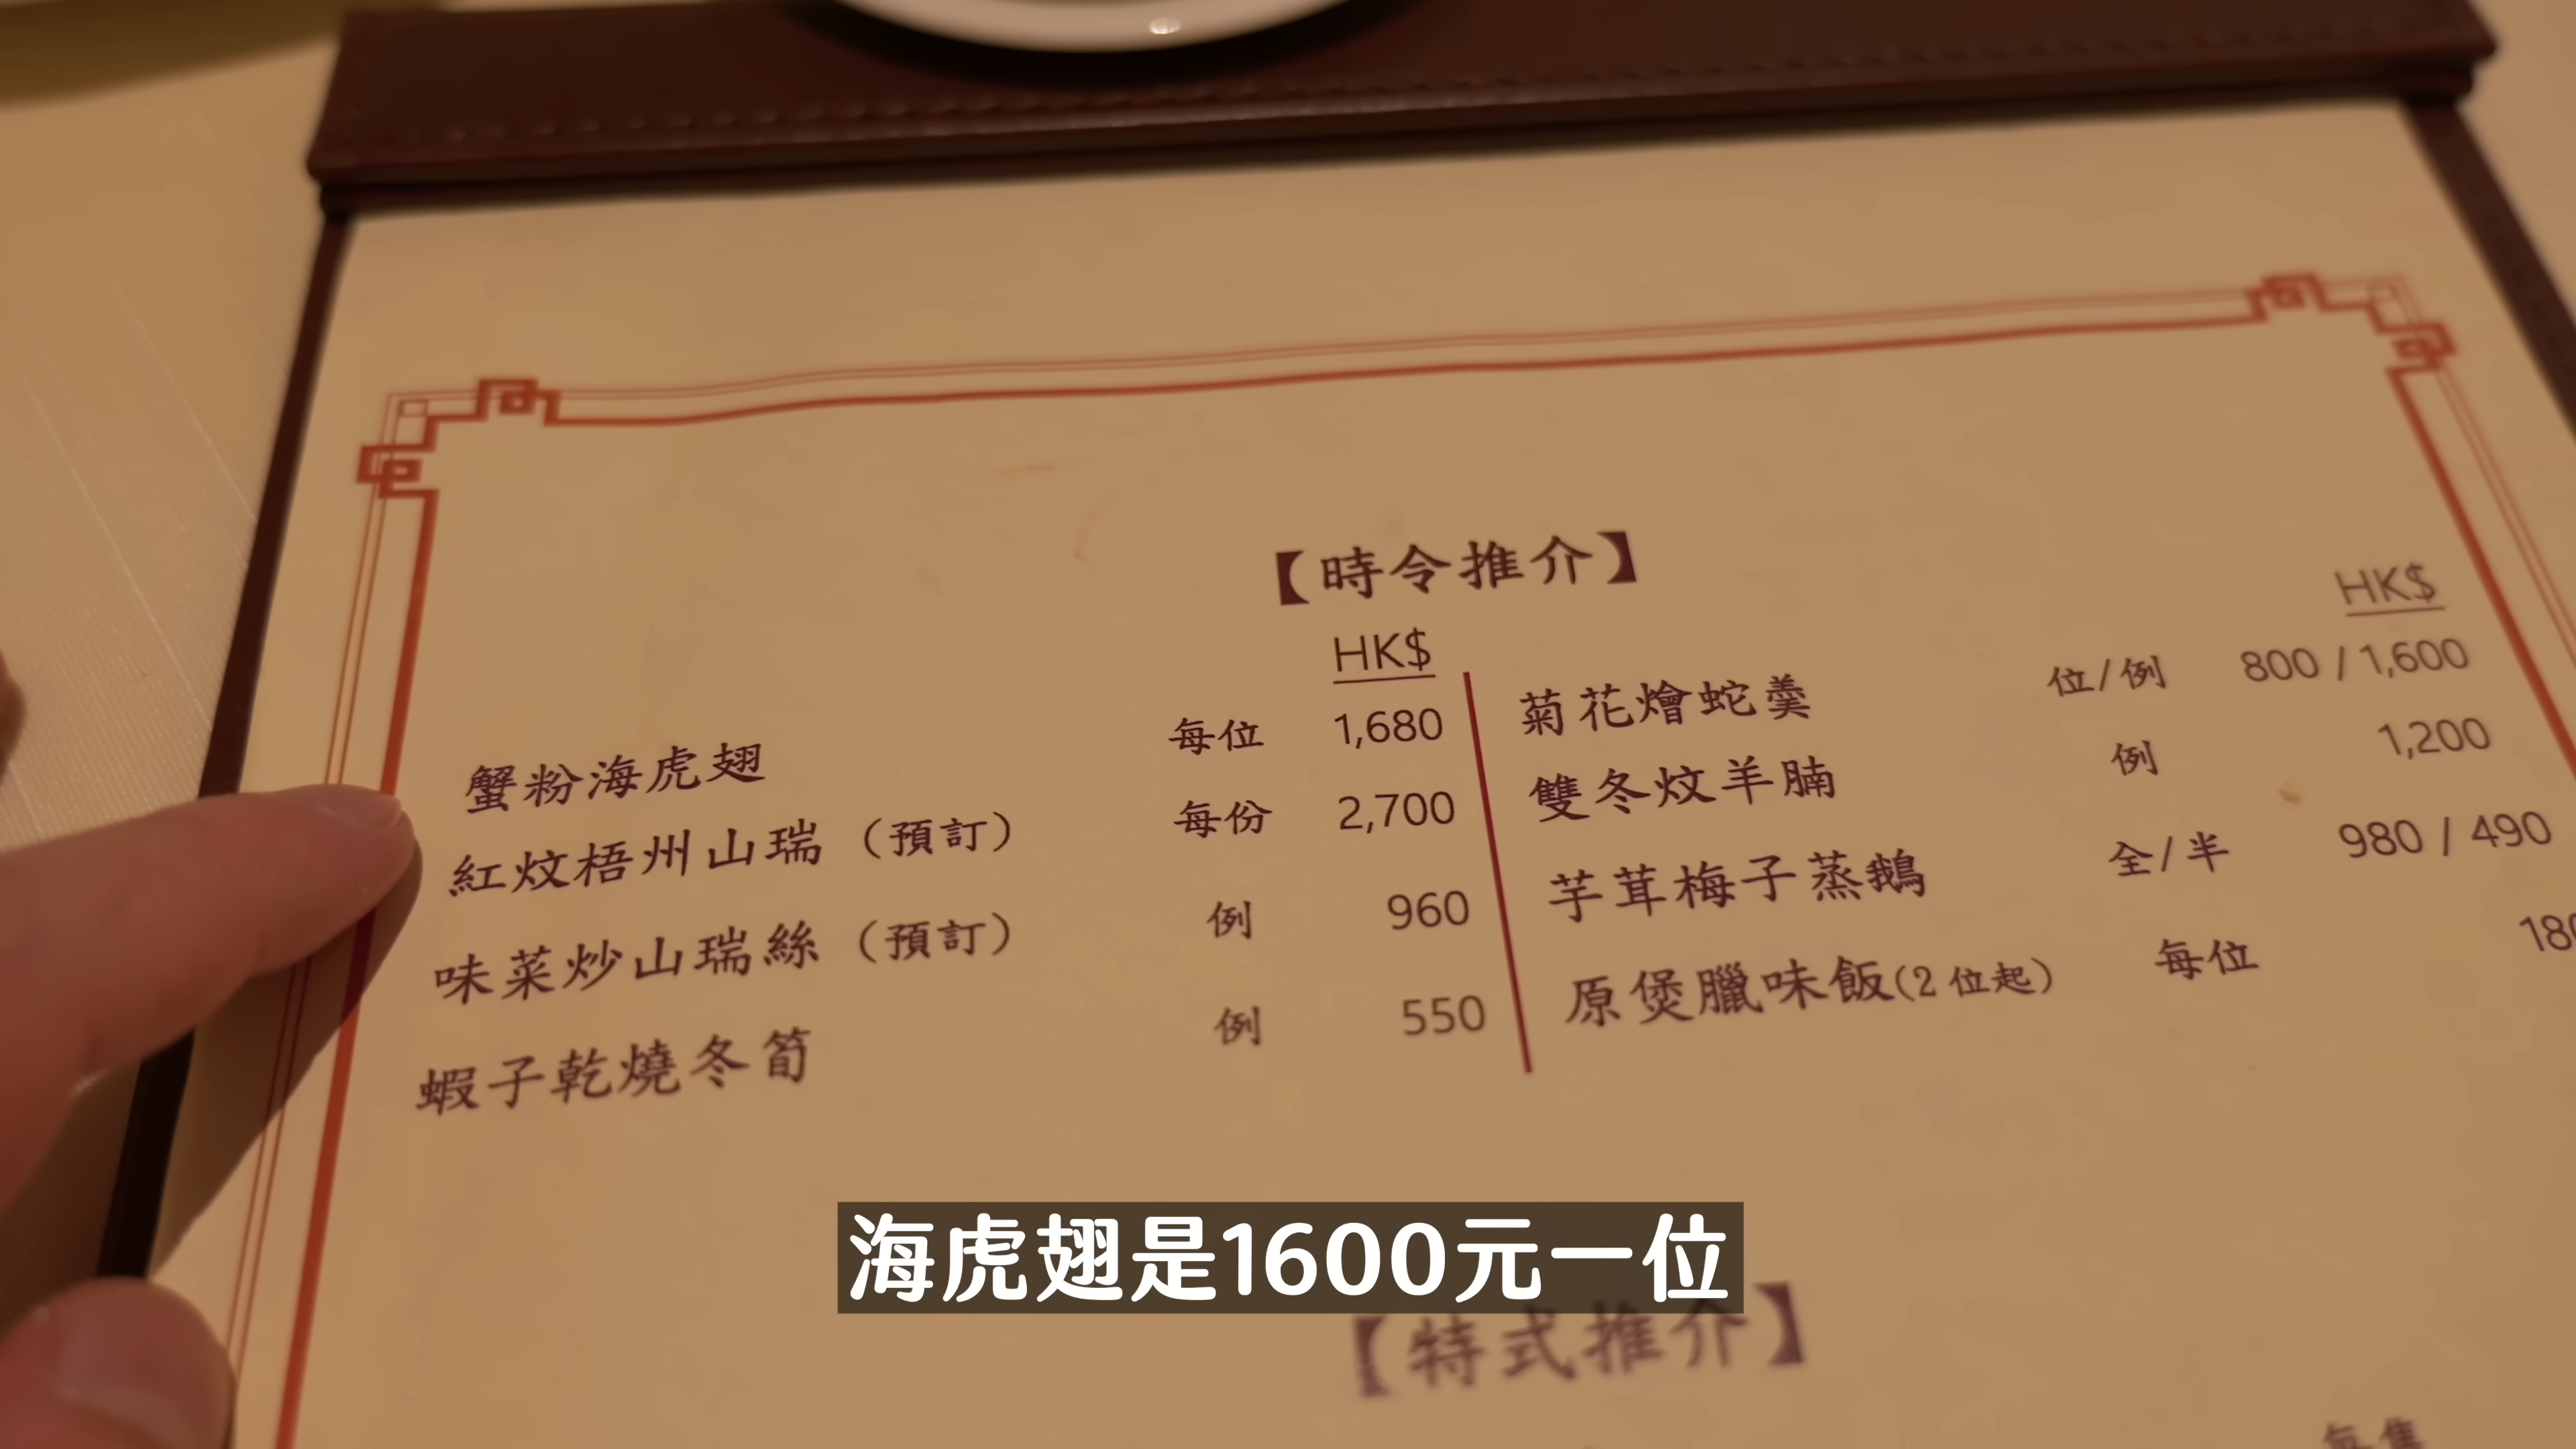 【時令推介】
HK$
蟹粉海虎翅 每位 1,680
紅炆梧州山瑞（預訂） 每份 2,700
味菜炒山瑞絲（預訂） 例 960
蝦子乾燒冬筍 例 550
HK$
菊花燴蛇羹 位/例 800 / 1,600
雙冬炆羊腩 例 1,200
芋茸梅子蒸鵝 全/半 980 / 490
原煲臘味飯(2 位起) 每位
海虎翅是1600元一位
【特式推介】
每隻